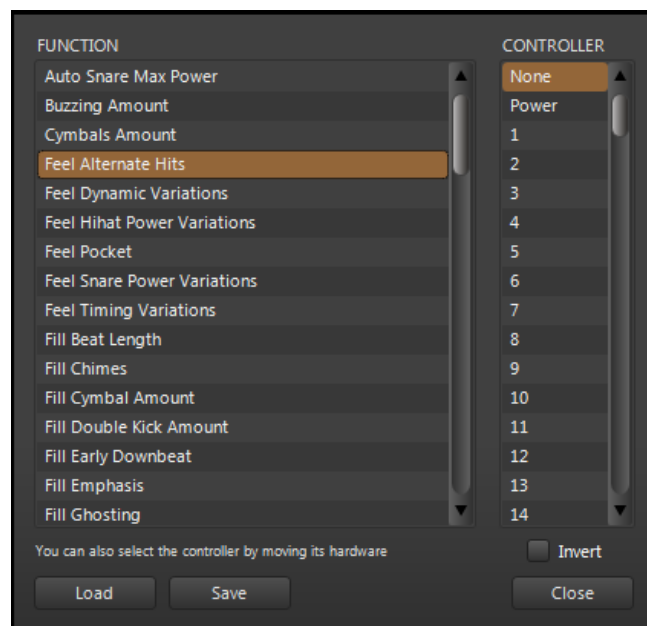 FUNCTION CONTROLLER
Auto Snare Max Power None
Buzzing Amount Power
Cymbals Amount 1
Feel Alternate Hits 2
Feel Dynamic Variations 3
Feel Hihat Power Variations 4
Feel Pocket 5
Feel Snare Power Variations 6
Feel Timing Variations 7
Fill Beat Length 8
Fill Chimes 9
Fill Cymbal Amount 10
Fill Double Kick Amount 11
Fill Early Downbeat 12
Fill Emphasis 13
Fill Ghosting 14
You can also select the controller by moving its hardware Invert
Load Save Close